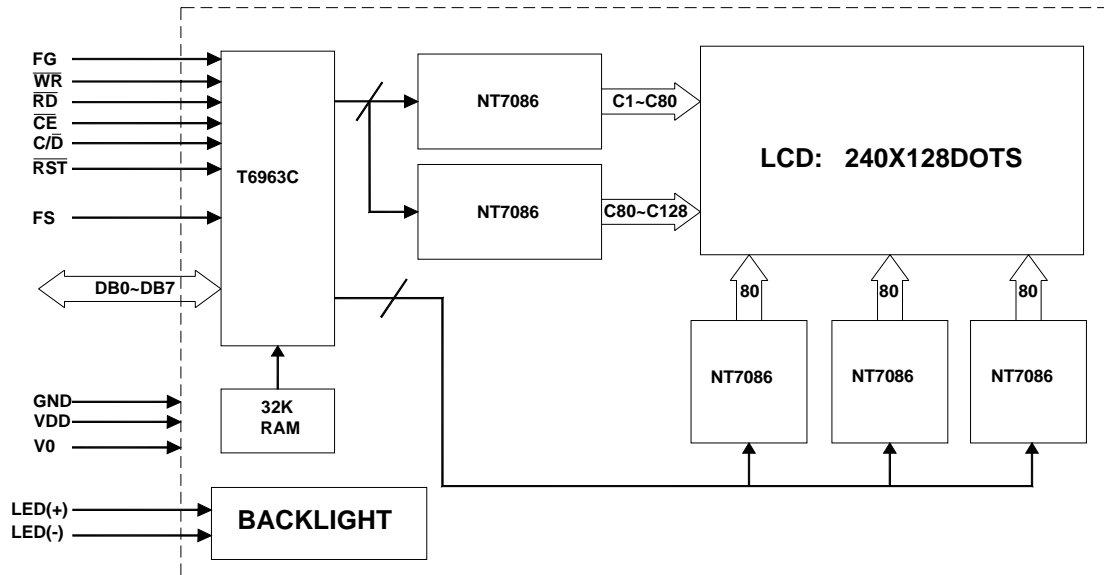 FG
WR
RD
CE
C/D
RST
FS
DB0~DB7
GND
VDD
V0
LED(+)
LED(-)
T6963C
32K
RAM
BACKLIGHT
NT7086
C1~C80
NT7086
C80~C128
LCD: 240X128DOTS
80
80
80
NT7086
NT7086
NT7086